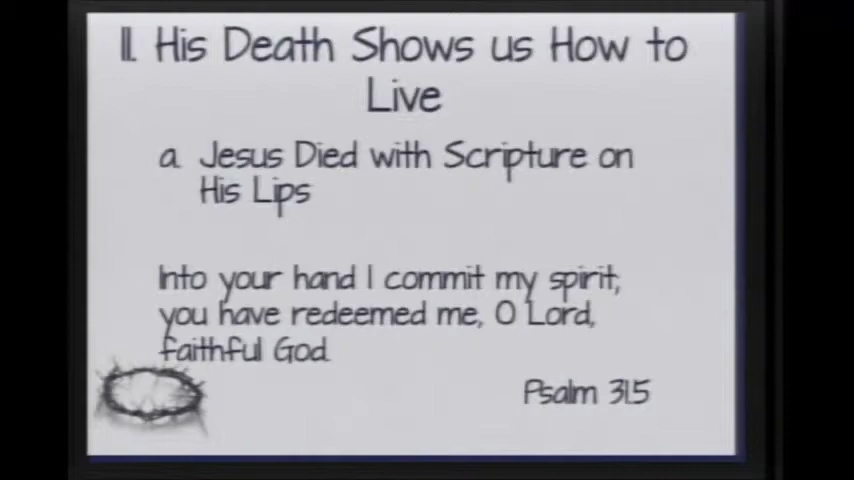 II. His Death Shows us How to
Live
a. Jesus Died with Scripture on
His Lips
Into your hand I commit my spirit;
you have redeemed me, O Lord,
faithful God.
Psalm 31:5